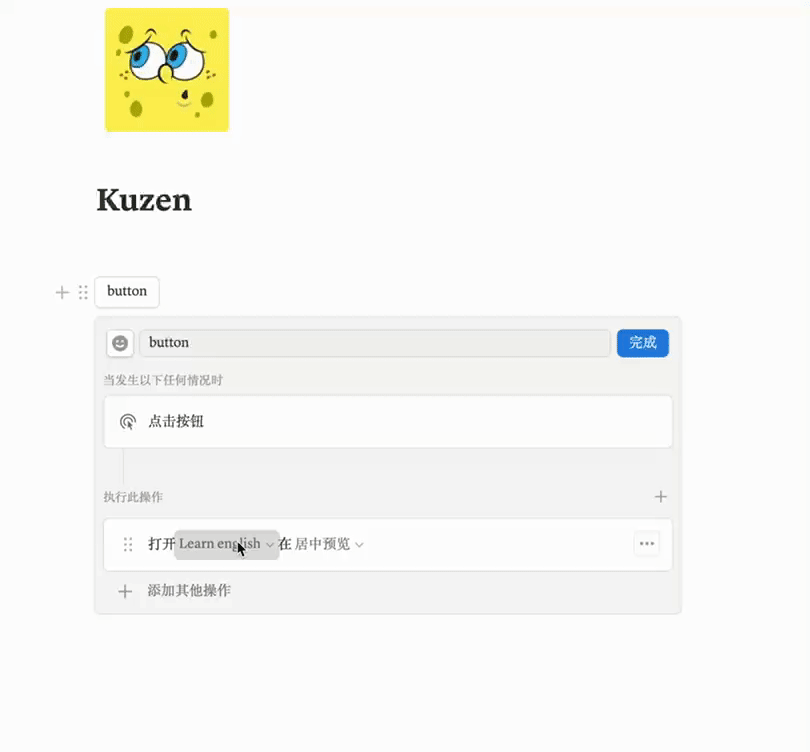 Kuzen
button
button
完成
当发生以下任何情况时
点击按钮
执行此操作
打开 Learn english 在 居中预览
添加其他操作